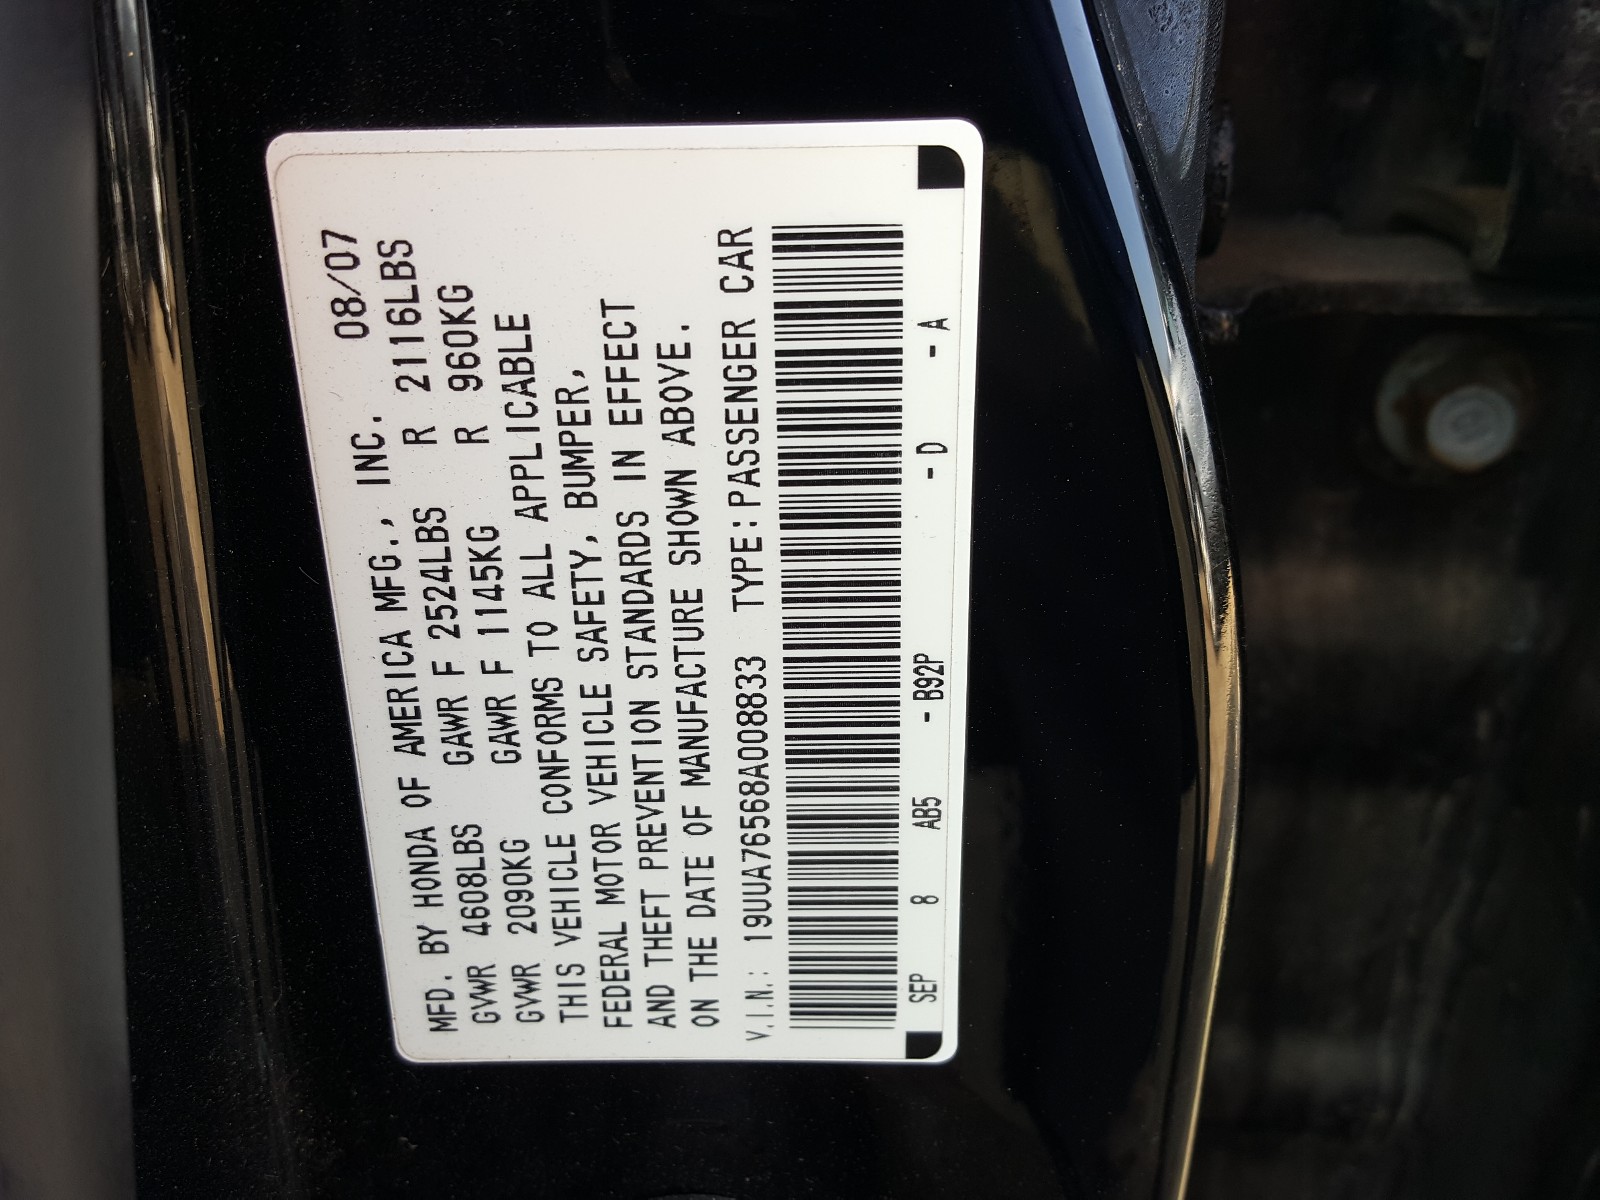 MFD. BY HONDA OF AMERICA MFG., INC. 08/07
GVWR 4608LBS GAWR F 2524LBS R 2116LBS
GVWR 2090KG GAWR F 1145KG R 960KG
THIS VEHICLE CONFORMS TO ALL APPLICABLE
FEDERAL MOTOR VEHICLE SAFETY, BUMPER,
AND THEFT PREVENTION STANDARDS IN EFFECT
ON THE DATE OF MANUFACTURE SHOWN ABOVE.
V.I.N.: 19UUA76568A008833 TYPE:PASSENGER CAR
SEP 8 AB5 -B92P -D -A